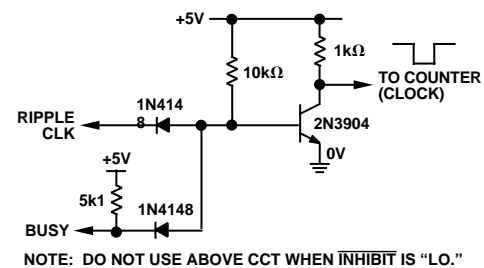 +5V
10kΩ
1kΩ
TO COUNTER
(CLOCK)
1N414
8
RIPPLE
CLK
2N3904
0V
+5V
5k1
1N4148
BUSY
NOTE: DO NOT USE ABOVE CCT WHEN INHIBIT IS “LO.”